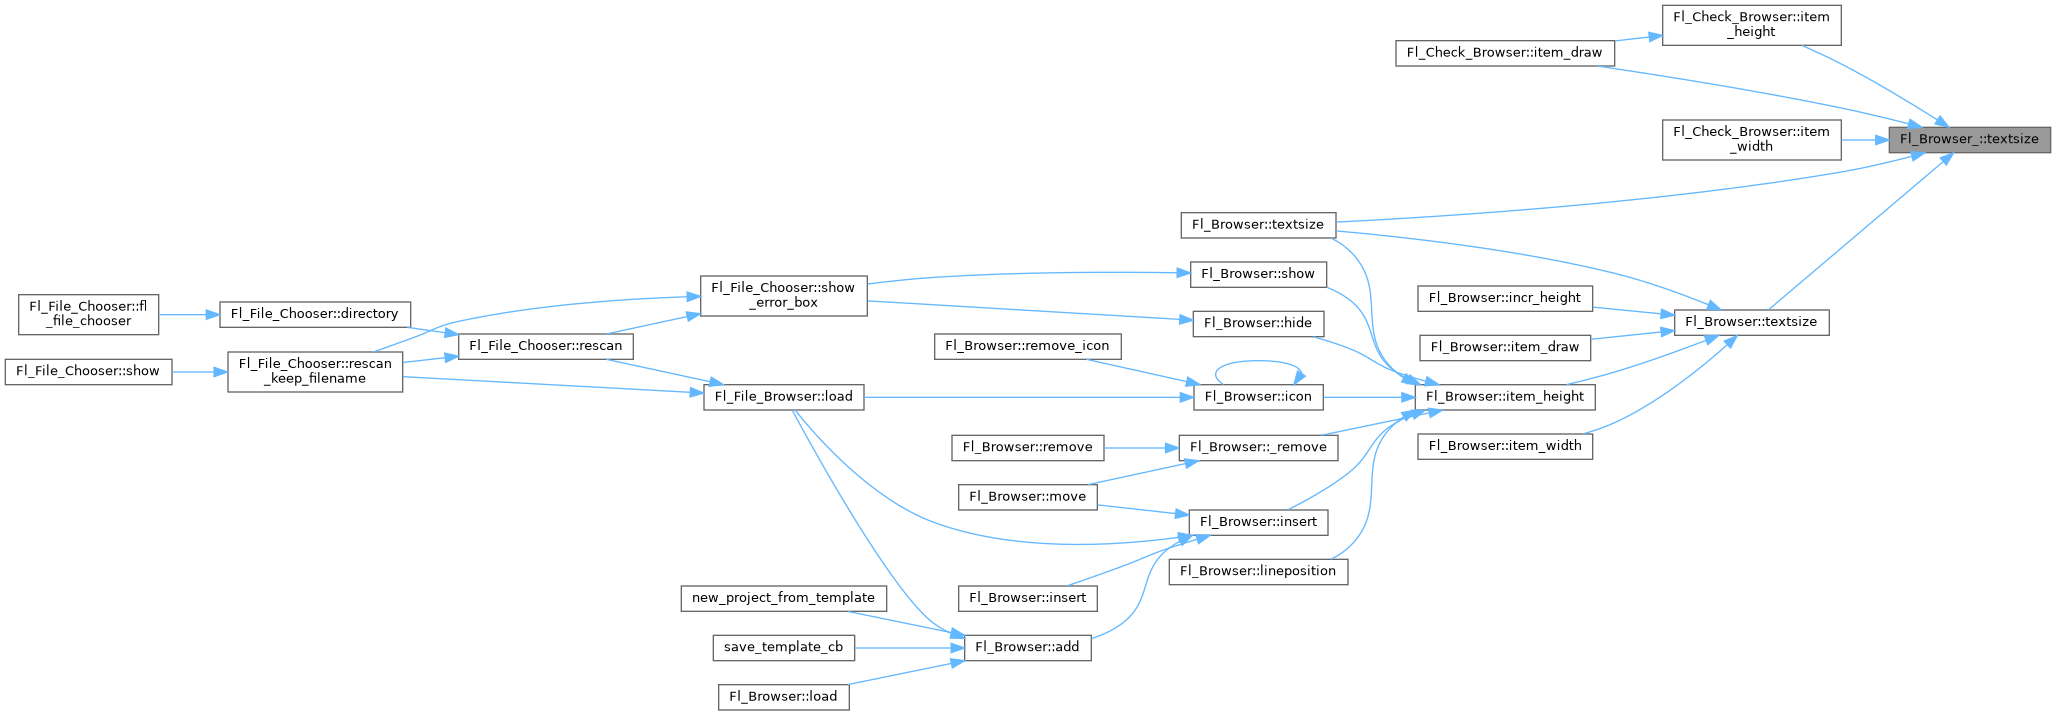 Fl_Check_Browser::item
_height
Fl_Check_Browser::item_draw
Fl_Check_Browser::item
_width
Fl_Browser_::textsize
Fl_Browser::textsize
Fl_Browser::show
Fl_File_Chooser::show
_error_box
Fl_Browser::incr_height
Fl_File_Chooser::fl
_file_chooser
Fl_File_Chooser::directory
Fl_Browser::hide
Fl_Browser::textsize
Fl_File_Chooser::rescan
Fl_Browser::remove_icon
Fl_Browser::item_draw
Fl_File_Chooser::show
Fl_File_Chooser::rescan
_keep_filename
Fl_File_Browser::load
Fl_Browser::icon
Fl_Browser::item_height
Fl_Browser::remove
Fl_Browser::_remove
Fl_Browser::item_width
Fl_Browser::move
Fl_Browser::insert
Fl_Browser::lineposition
new_project_from_template
Fl_Browser::insert
save_template_cb
Fl_Browser::add
Fl_Browser::load